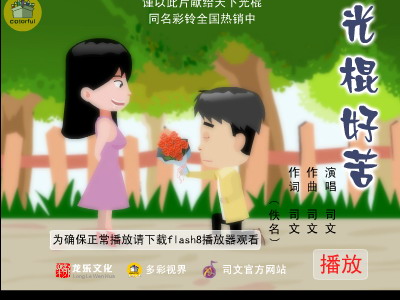 谨以此片献给天下光棍
同名彩铃全国热销中
colorful
光棍好苦
演唱 司文
作曲 司文
作词 司文
(佚名)
为确保正常播放请下载flash8播放器观看
龙乐文化
多彩视界
司文官方网站
播放